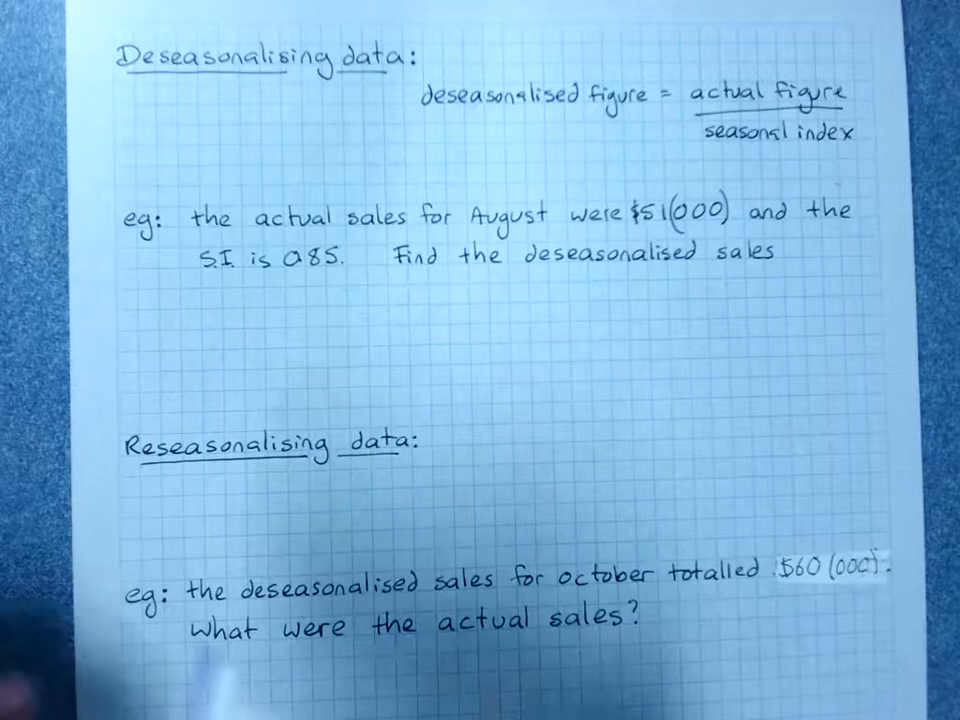 Deseasonalising data:
deseasonalised figure = actual figure
seasonal index
eg: the actual sales for August were $51(000) and the
S.I. is 0.85. Find the deseasonalised sales
Reseasonalising data:
eg: the deseasonalised sales for october totalled $60(000).
What were the actual sales?